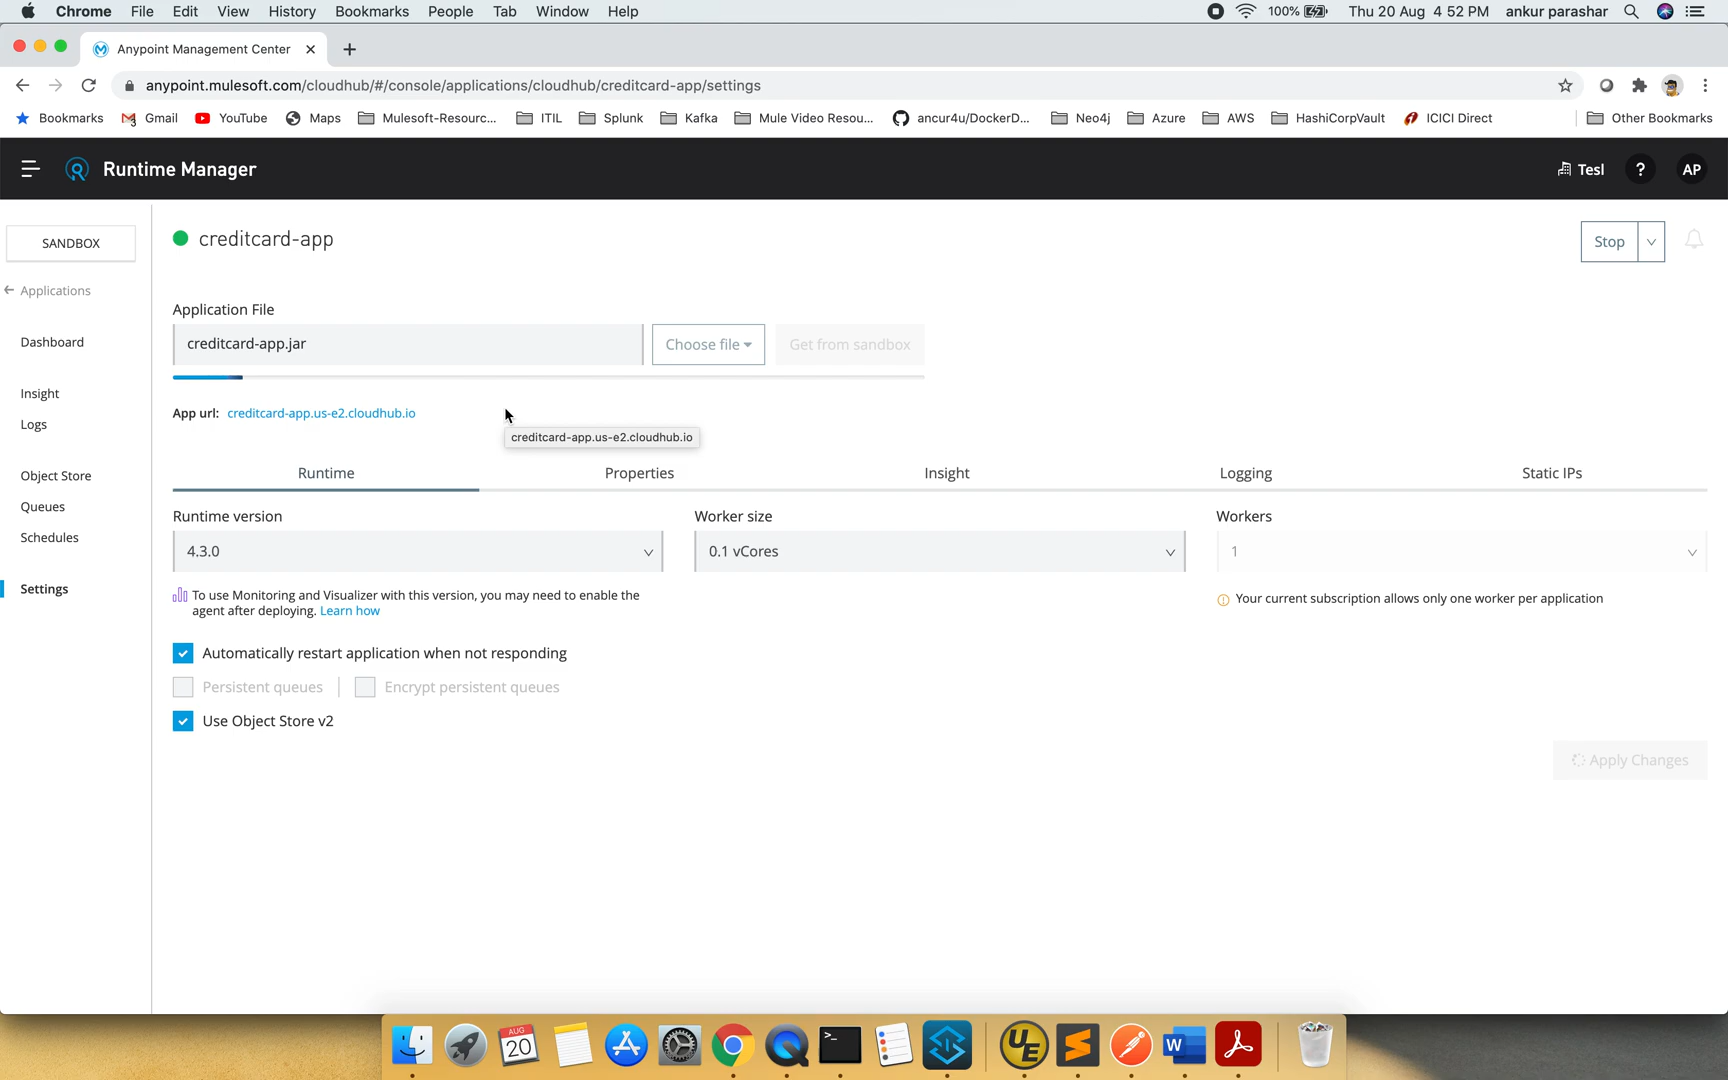 Chrome File Edit View History Bookmarks People Tab Window Help 100% Thu 20 Aug 4 52 PM ankur parashar
Anypoint Management Center
anypoint.mulesoft.com/cloudhub/#/console/applications/cloudhub/creditcard-app/settings
Bookmarks Gmail YouTube Maps Mulesoft-Resourc... ITIL Splunk Kafka Mule Video Resou... ancur4u/DockerD... Neo4j Azure AWS HashiCorpVault ICICI Direct Other Bookmarks
Runtime Manager Tesl ? AP
SANDBOX
creditcard-app
Stop
Applications
Application File
creditcard-app.jar Choose file Get from sandbox
Dashboard
Insight
Logs
App url: creditcard-app.us-e2.cloudhub.io
creditcard-app.us-e2.cloudhub.io
Object Store
Queues
Schedules
Settings
Runtime Properties Insight Logging Static IPs
Runtime version Worker size Workers
4.3.0 0.1 vCores 1
To use Monitoring and Visualizer with this version, you may need to enable the
agent after deploying. Learn how
Your current subscription allows only one worker per application
Automatically restart application when not responding
Persistent queues Encrypt persistent queues
Use Object Store v2
Apply Changes
AUG
20
UE
W